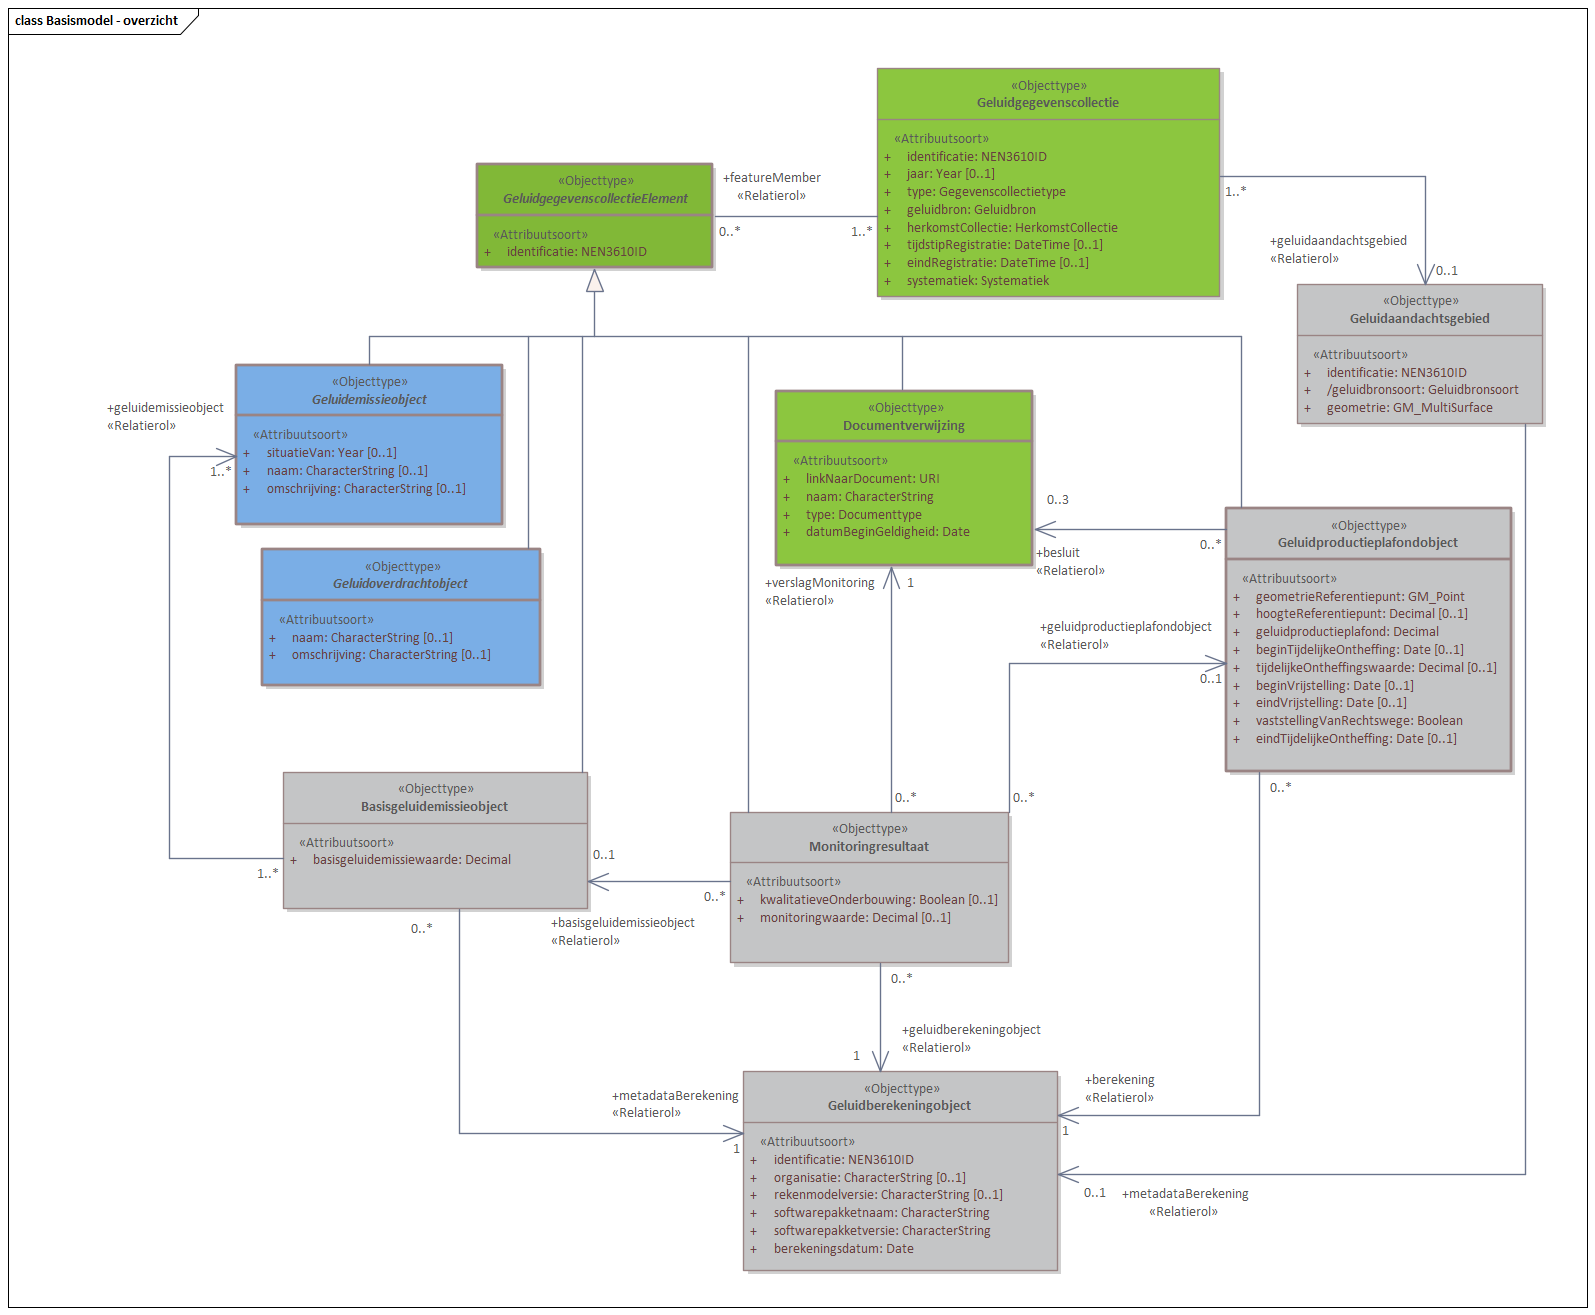 class Basismodel - overzicht
«Objecttype»
Geluidgegevenscollectie
«Attribuutsoort»
+ identificatie: NEN3610ID
+ jaar: Year [0..1]
+ type: Gegevenscollectietype
+ geluidbron: Geluidbron
+ herkomstCollectie: HerkomstCollectie
+ tijdstipRegistratie: DateTime [0..1]
+ eindRegistratie: DateTime [0..1]
+ systematiek: Systematiek
«Objecttype»
GeluidgegevenscollectieElement
«Attribuutsoort»
+ identificatie: NEN3610ID
+featureMember
«Relatierol»
0..*
1..*
1..*
+geluidaandachtsgebied
«Relatierol»
0..1
«Objecttype»
Geluidaandachtsgebied
«Attribuutsoort»
+ identificatie: NEN3610ID
+ /geluidbronsoort: Geluidbronsoort
+ geometrie: GM_MultiSurface
«Objecttype»
Geluidemissieobject
«Attribuutsoort»
+ situatieVan: Year [0..1]
+ naam: CharacterString [0..1]
+ omschrijving: CharacterString [0..1]
+geluidemissieobject
«Relatierol»
1..*
«Objecttype»
Documentverwijzing
«Attribuutsoort»
+ linkNaarDocument: URI
+ naam: CharacterString
+ type: Documenttype
+ datumBeginGeldigheid: Date
0..3
+besluit
«Relatierol»
0..*
«Objecttype»
Geluidproductieplafondobject
«Attribuutsoort»
+ geometrieReferentiepunt: GM_Point
+ hoogteReferentiepunt: Decimal [0..1]
+ geluidproductieplafond: Decimal
+ beginTijdelijkeOntheffing: Date [0..1]
+ tijdelijkeOntheffingswaarde: Decimal [0..1]
+ beginVrijstelling: Date [0..1]
+ eindVrijstelling: Date [0..1]
+ vaststellingVanRechtswege: Boolean
+ eindTijdelijkeOntheffing: Date [0..1]
«Objecttype»
Geluidoverdrachtobject
«Attribuutsoort»
+ naam: CharacterString [0..1]
+ omschrijving: CharacterString [0..1]
+verslagMonitoring
«Relatierol»
1
+geluidproductieplafondobject
«Relatierol»
0..1
0..*
0..*
0..*
«Objecttype»
Basisgeluidemissieobject
«Attribuutsoort»
+ basisgeluidemissiewaarde: Decimal
1..*
0..*
0..1
0..*
+basisgeluidemissieobject
«Relatierol»
«Objecttype»
Monitoringresultaat
«Attribuutsoort»
+ kwalitatieveOnderbouwing: Boolean [0..1]
+ monitoringwaarde: Decimal [0..1]
0..*
+geluidberekeningobject
«Relatierol»
1
+metadataBerekening
«Relatierol»
1
+berekening
«Relatierol»
1
«Objecttype»
Geluidberekeningobject
«Attribuutsoort»
+ identificatie: NEN3610ID
+ organisatie: CharacterString [0..1]
+ rekenmodelversie: CharacterString [0..1]
+ softwarepakketnaam: CharacterString
+ softwarepakketversie: CharacterString
+ berekeningsdatum: Date
0..1
+metadataBerekening
«Relatierol»